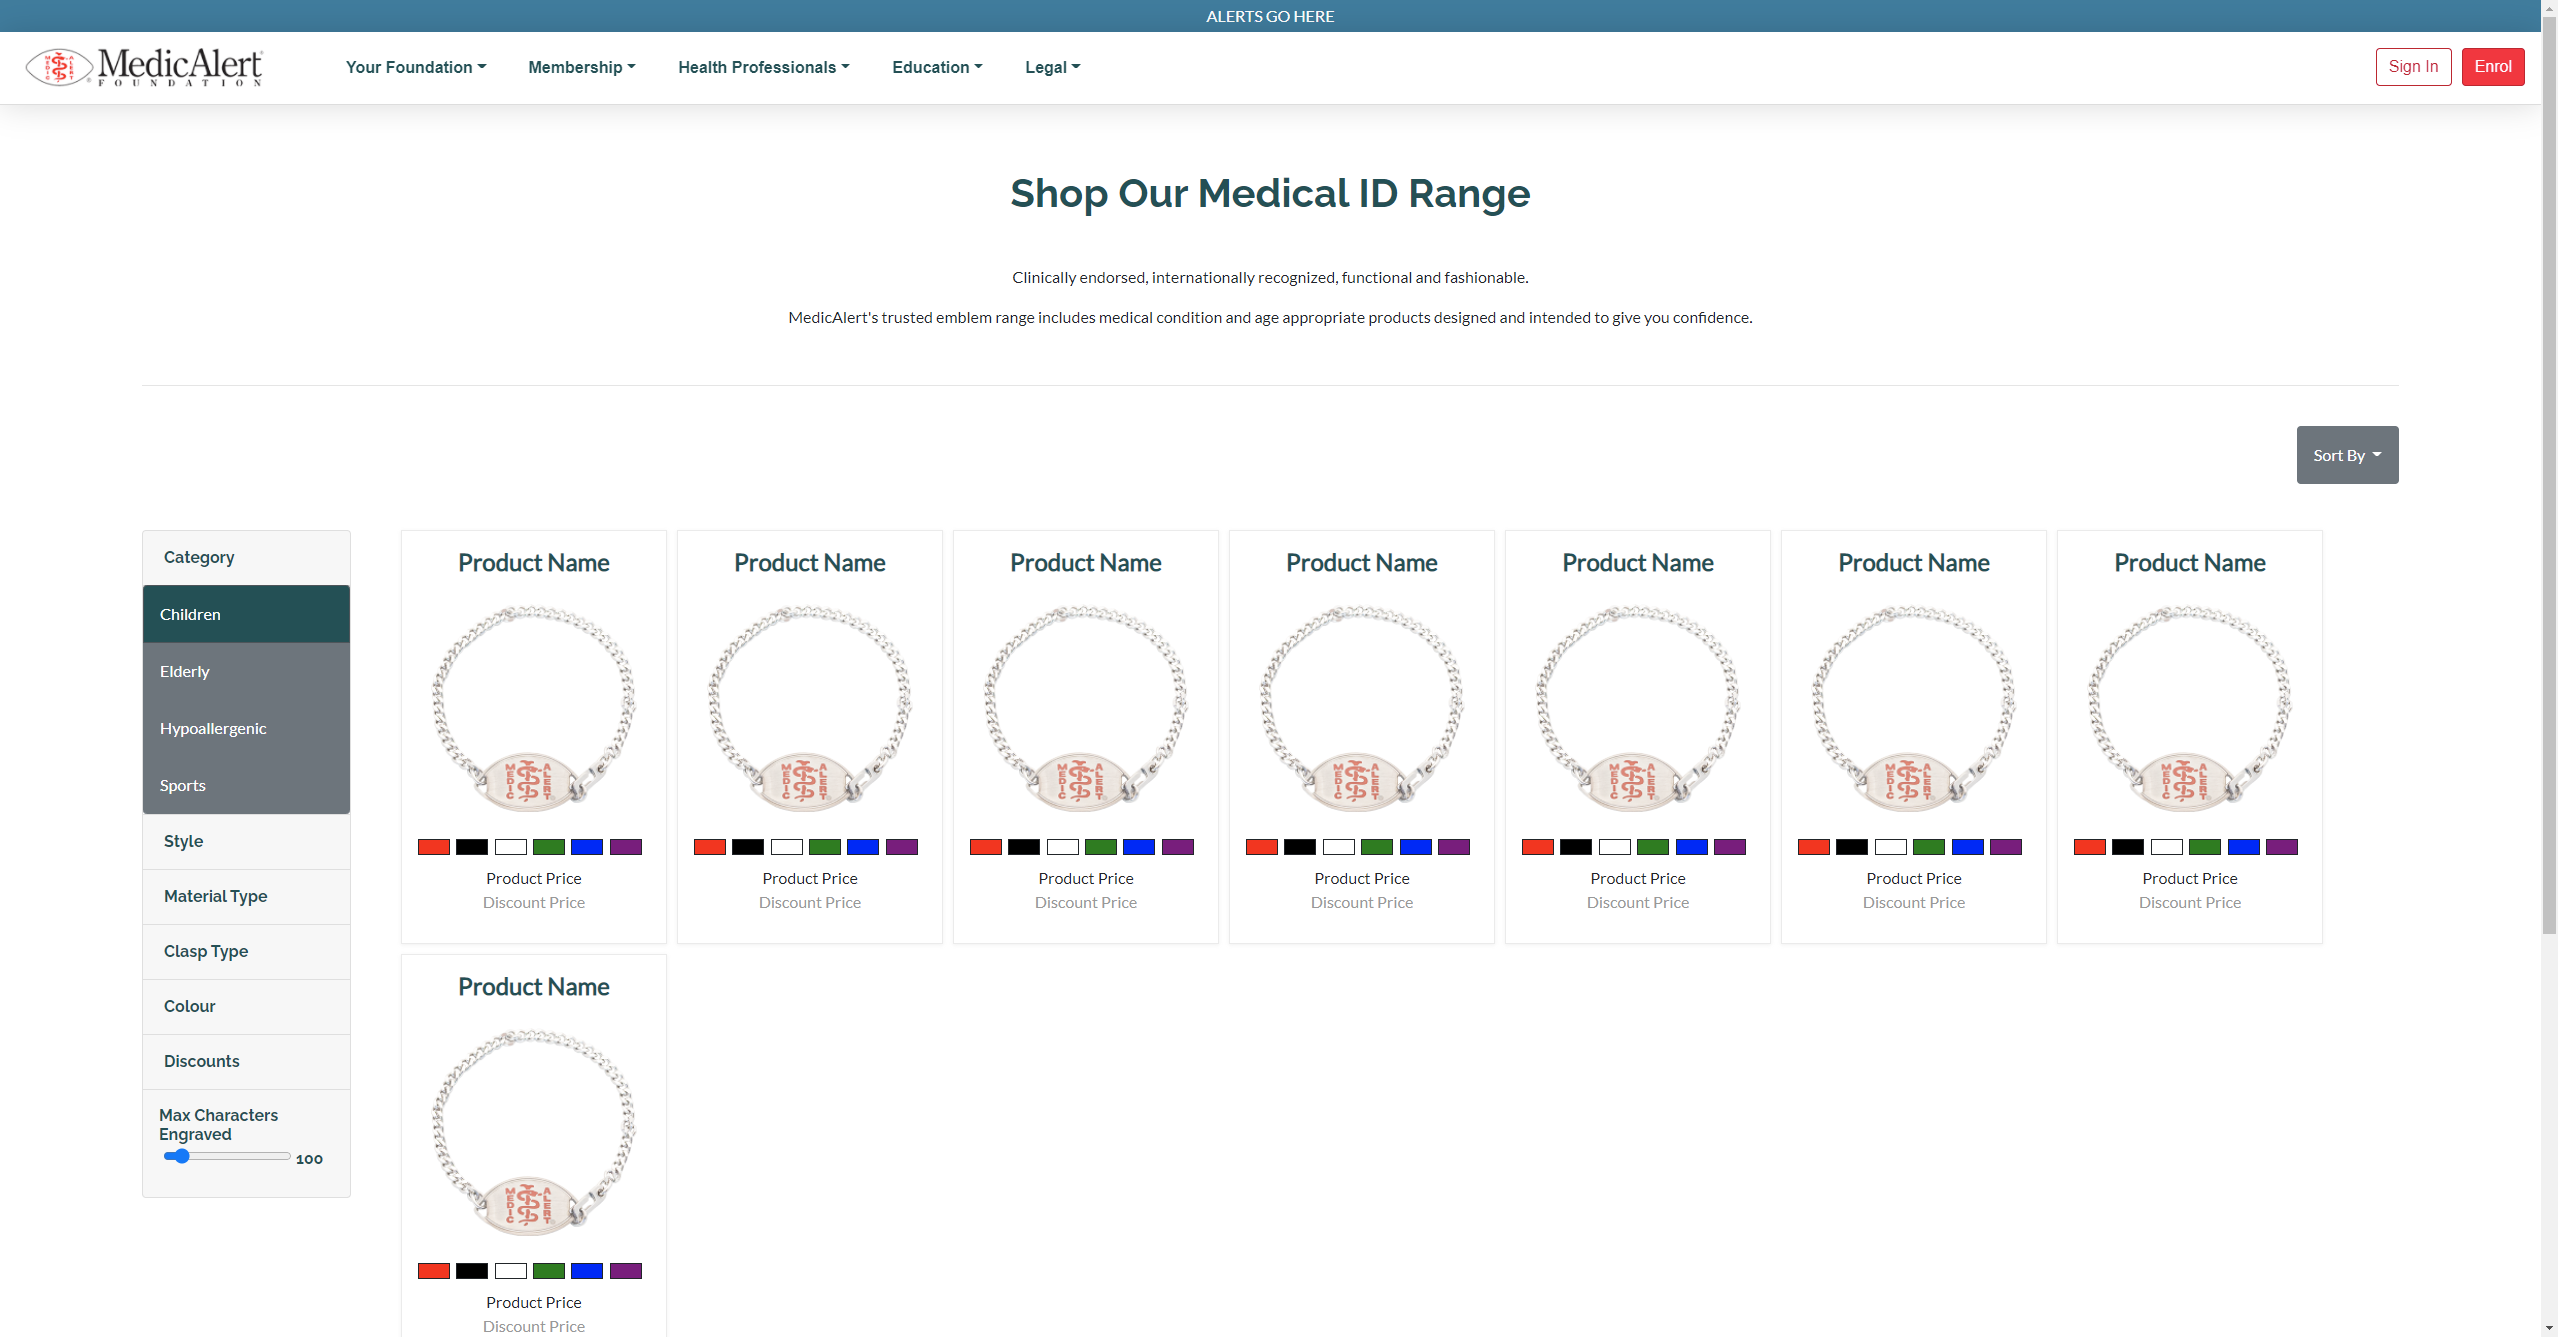 ALERTS GO HERE
MedicAlert
FOUNDATION
Your Foundation
Membership
Health Professionals
Education
Legal
Sign In
Enrol
Shop Our Medical ID Range
Clinically endorsed, internationally recognized, functional and fashionable.
MedicAlert's trusted emblem range includes medical condition and age appropriate products designed and intended to give you confidence.
Sort By
Category
Children
Elderly
Hypoallergenic
Sports
Style
Material Type
Clasp Type
Colour
Discounts
Max Characters
Engraved
100
Product Name
MEDIC ALERT
Product Price
Discount Price
Product Name
MEDIC ALERT
Product Price
Discount Price
Product Name
MEDIC ALERT
Product Price
Discount Price
Product Name
MEDIC ALERT
Product Price
Discount Price
Product Name
MEDIC ALERT
Product Price
Discount Price
Product Name
MEDIC ALERT
Product Price
Discount Price
Product Name
MEDIC ALERT
Product Price
Discount Price
Product Name
MEDIC ALERT
Product Price
Discount Price